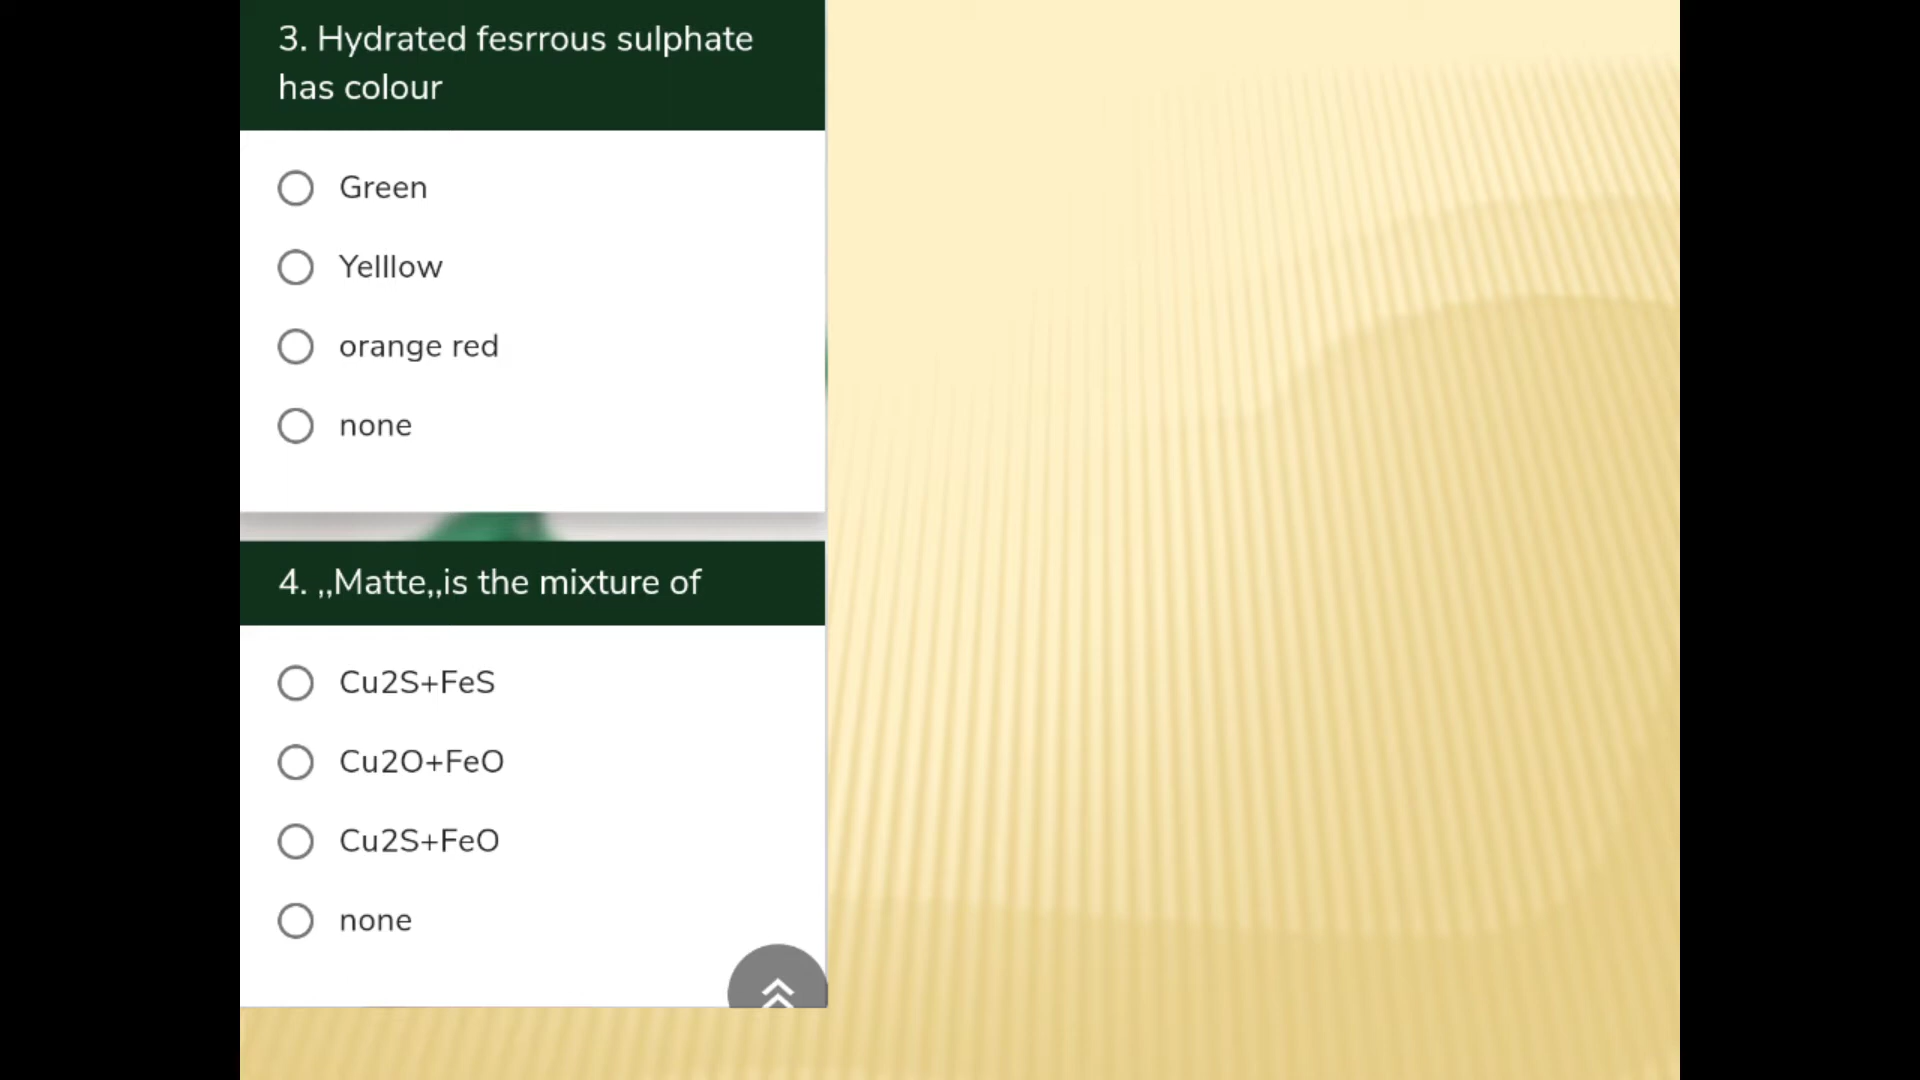 3. Hydrated fesrrous sulphate
has colour
Green
Yelllow
orange red
none
4. ,,Matte,,is the mixture of
Cu2S+FeS
Cu2O+FeO
Cu2S+FeO
none